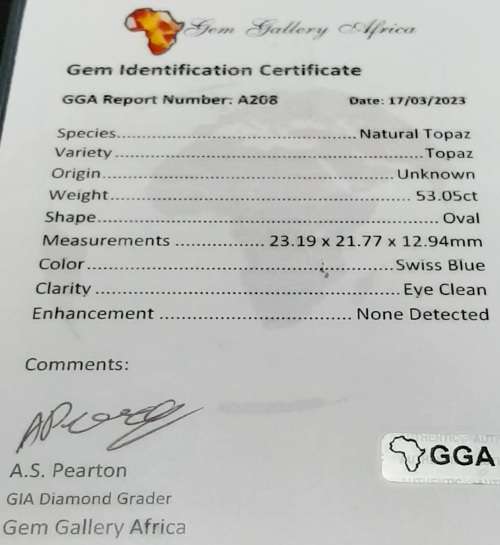 Gem Gallery Africa
Gem Identification Certificate
GGA Report Number: A208 Date: 17/03/2023
Species................................................Natural Topaz
Variety................................................Topaz
Origin................................................Unknown
Weight................................................53.05ct
Shape................................................Oval
Measurements ................ 23.19 x 21.77 x 12.94mm
Color................................................Swiss Blue
Clarity................................................Eye Clean
Enhancement ................................ None Detected
Comments:
A.S. Pearton
GIA Diamond Grader
Gem Gallery Africa
GGA